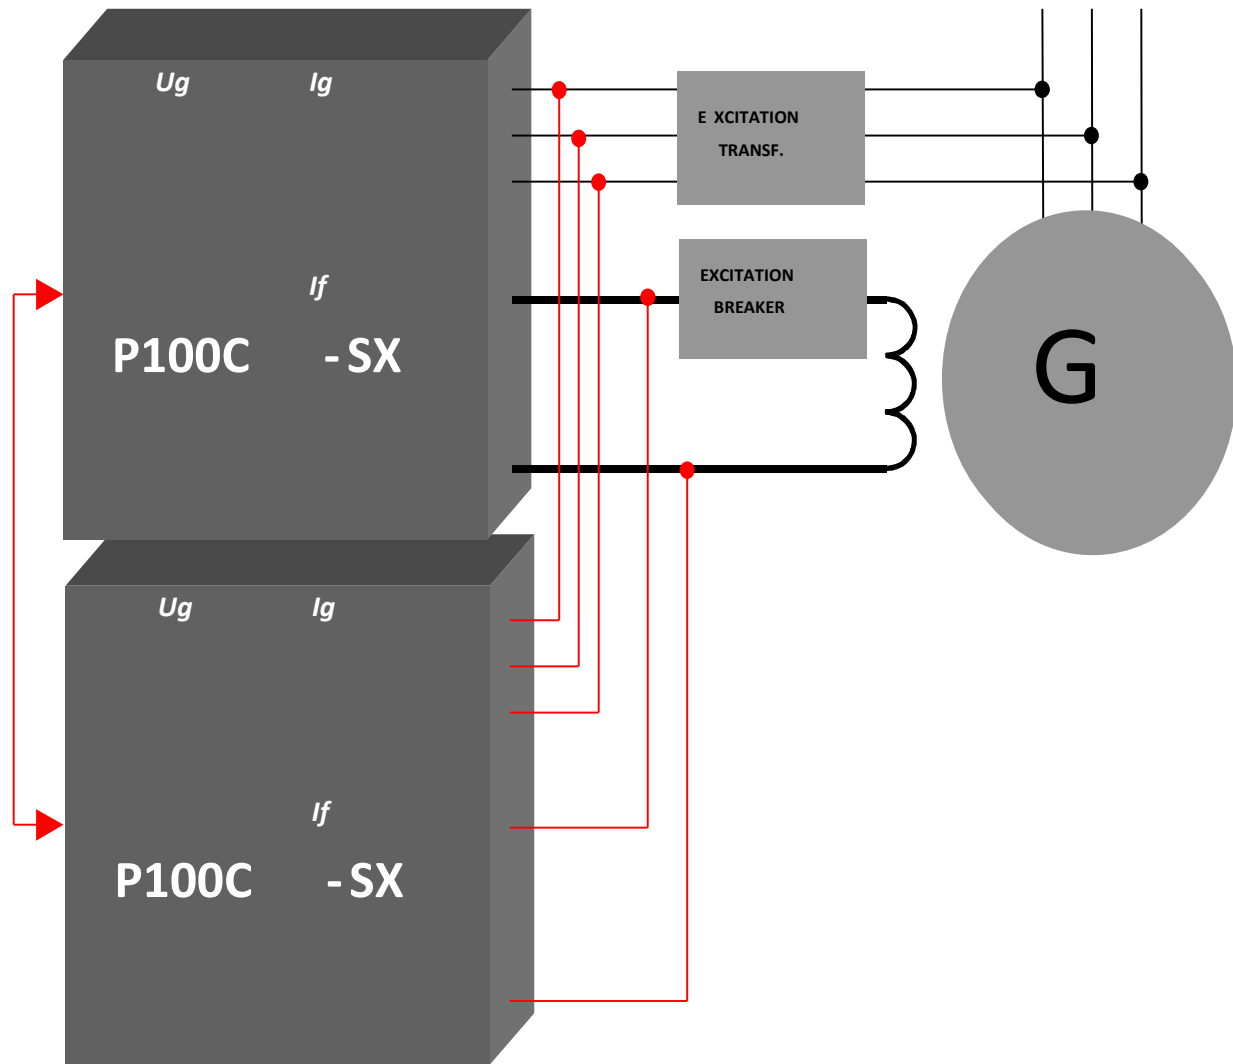 Ug Ig
E XCITATION
TRANSF.
If
EXCITATION
BREAKER
P100C -SX
G
Ug Ig
If
P100C -SX